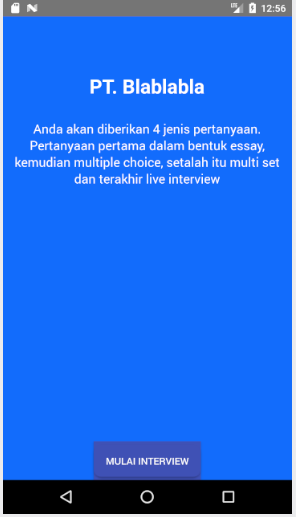 12:56
PT. Blablabla
Anda akan diberikan 4 jenis pertanyaan.
Pertanyaan pertama dalam bentuk essay,
kemudian multiple choice, setalah itu multi set
dan terakhir live interview
MULAI INTERVIEW